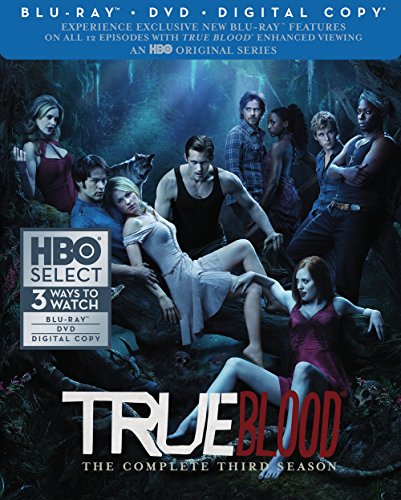 BLU-RAY™ • DVD • DIGITAL COPY*
EXPERIENCE EXCLUSIVE NEW BLU-RAY™ FEATURES
ON ALL 12 EPISODES WITH TRUE BLOOD® ENHANCED VIEWING
AN HBO ORIGINAL SERIES
HBO®
SELECT
3 WAYS TO
WATCH
BLU-RAY™
DVD
DIGITAL COPY
TRUEBLOOD®
THE COMPLETE THIRD SEASON